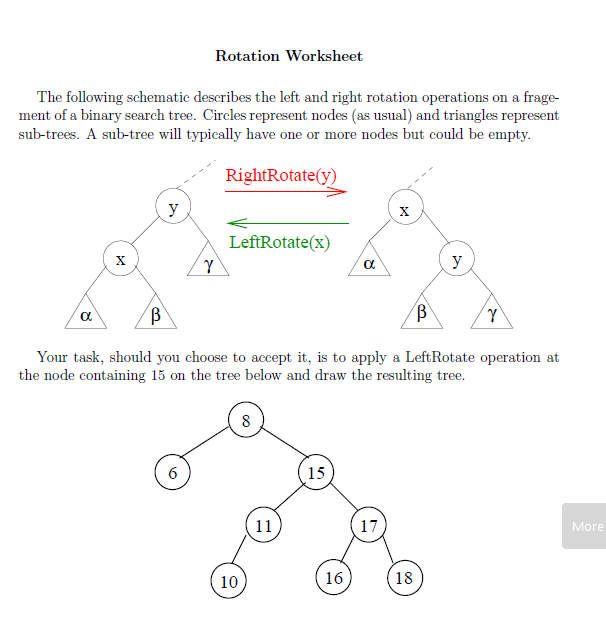 Rotation Worksheet
The following schematic describes the left and right rotation operations on a frage-
ment of a binary search tree. Circles represent nodes (as usual) and triangles represent
sub-trees. A sub-tree will typically have one or more nodes but could be empty.
RightRotate(y)
y
x
LeftRotate(x)
x
γ
α
y
α
β
β
γ
Your task, should you choose to accept it, is to apply a LeftRotate operation at
the node containing 15 on the tree below and draw the resulting tree.
8
6
15
11
17
More
10
16
18